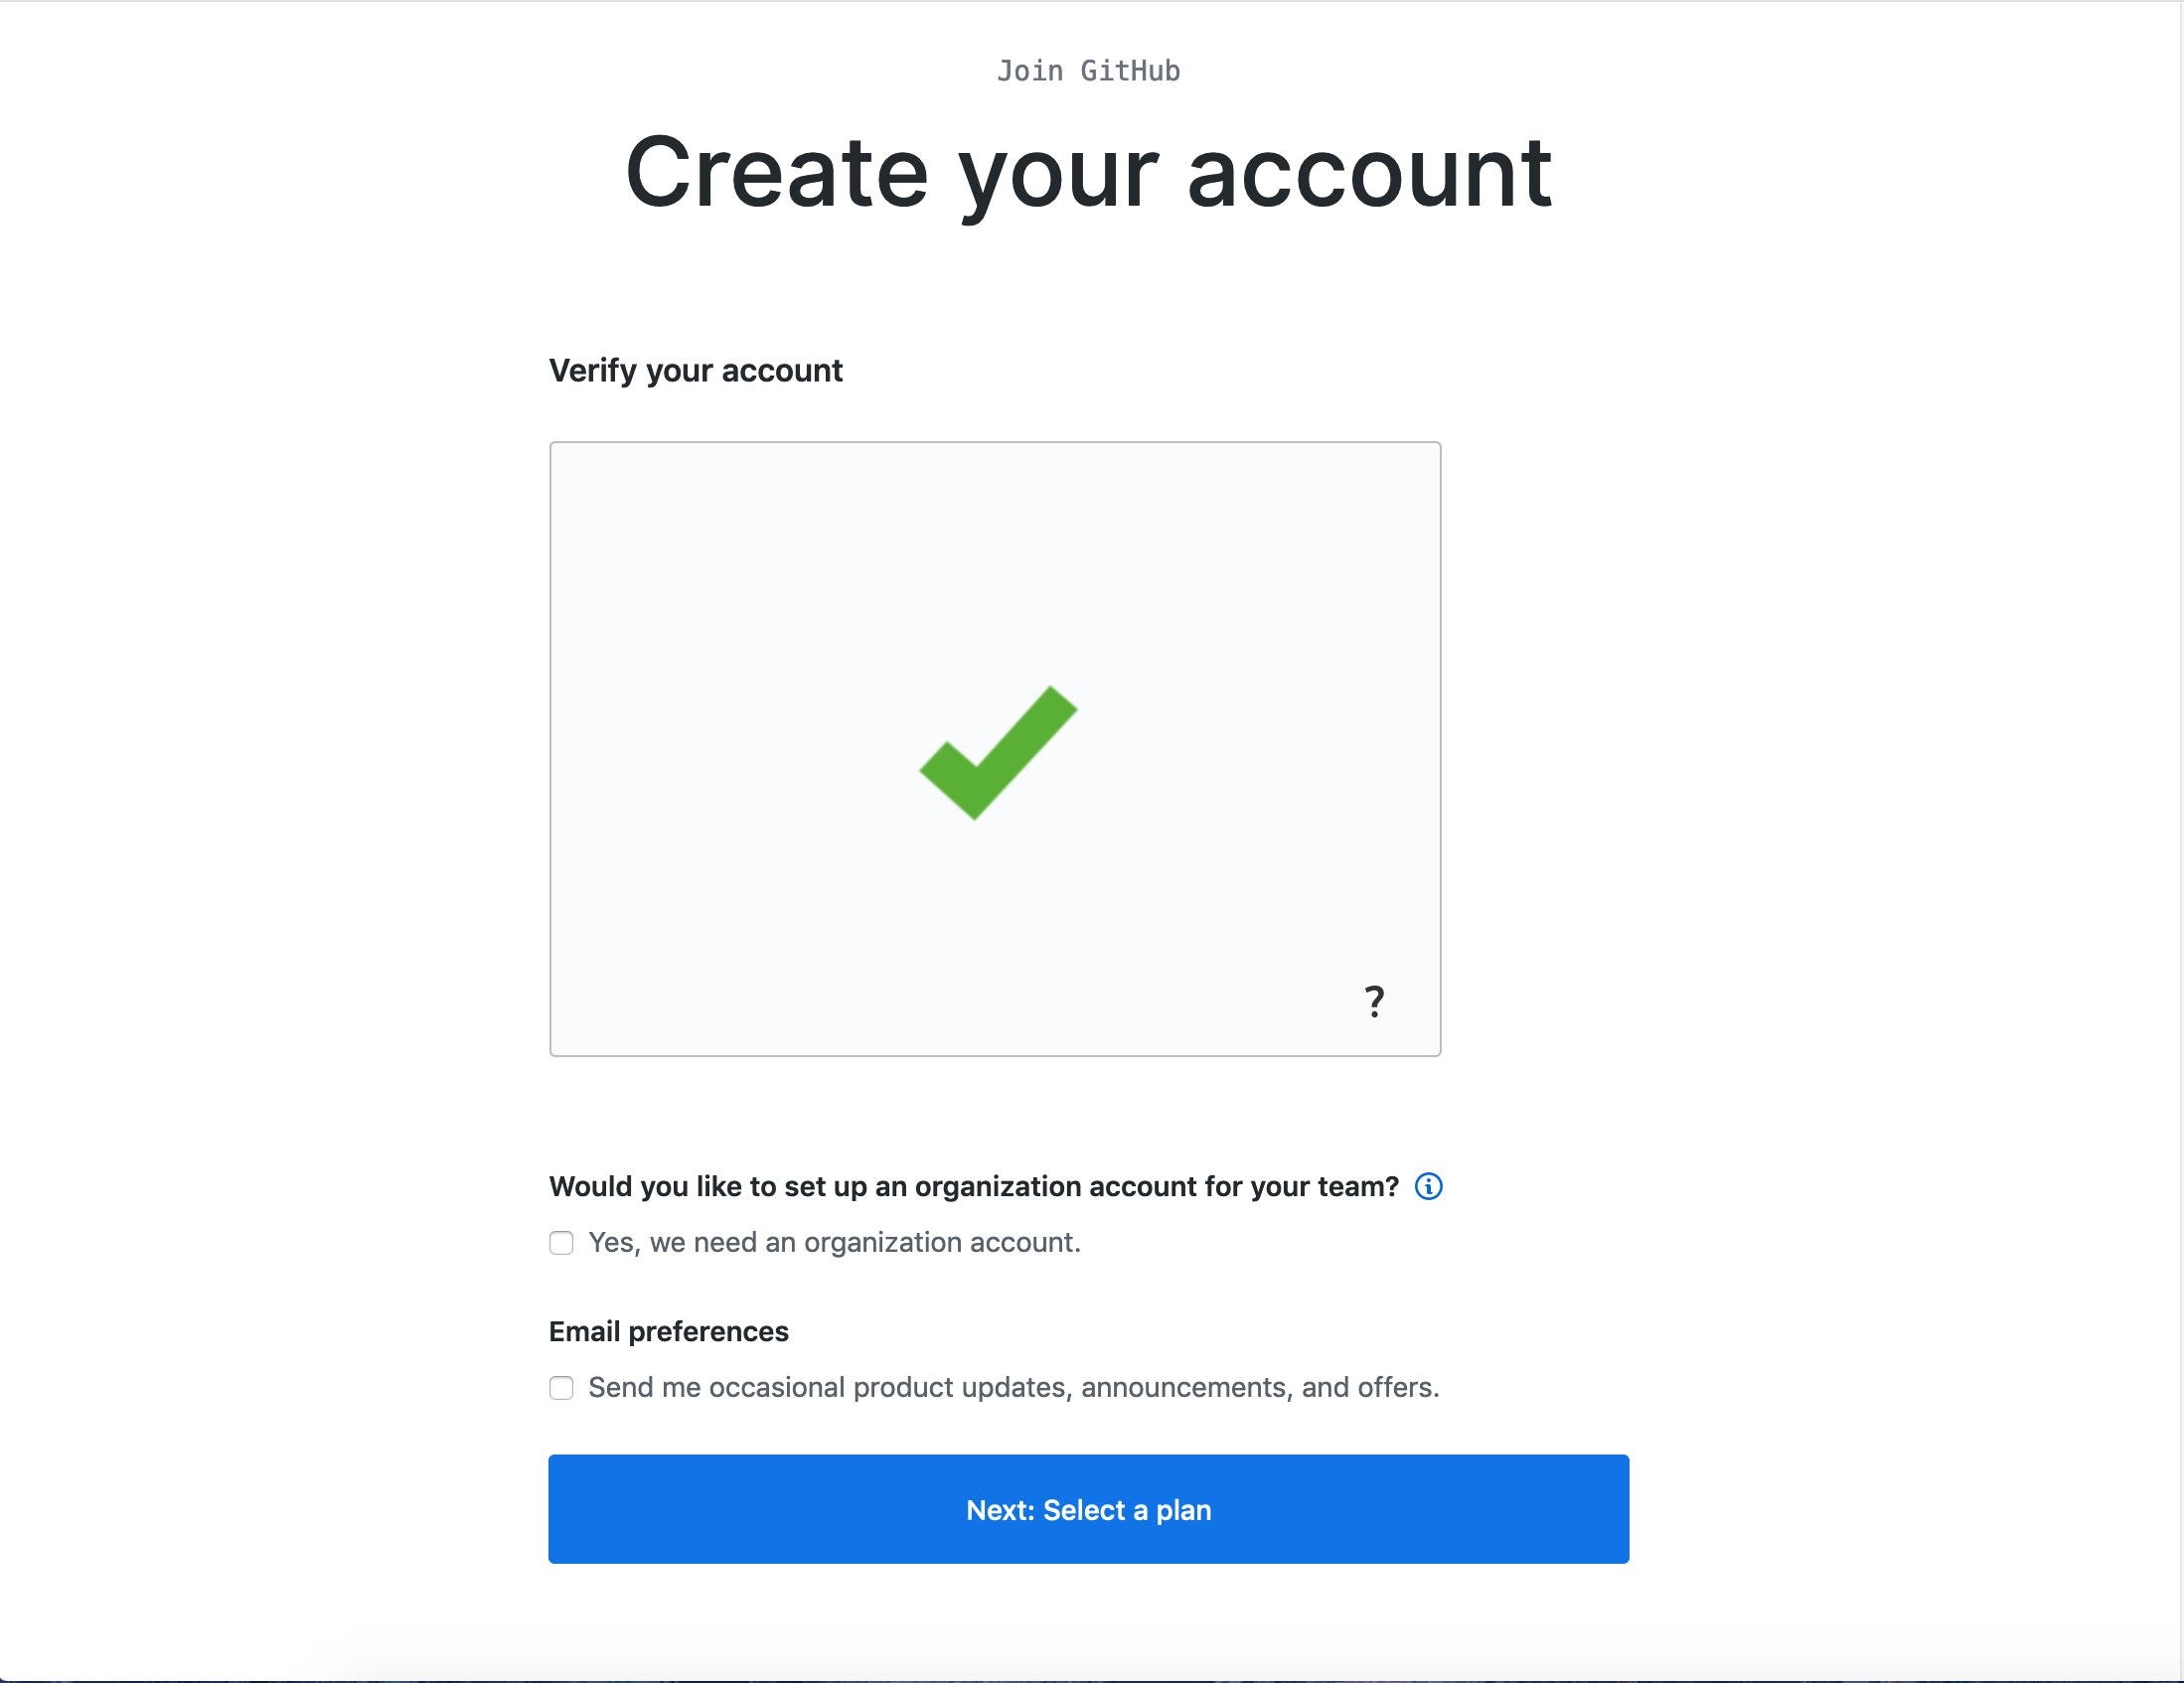 Join GitHub
Create your account
Verify your account
?
Would you like to set up an organization account for your team?
Yes, we need an organization account.
Email preferences
Send me occasional product updates, announcements, and offers.
Next: Select a plan